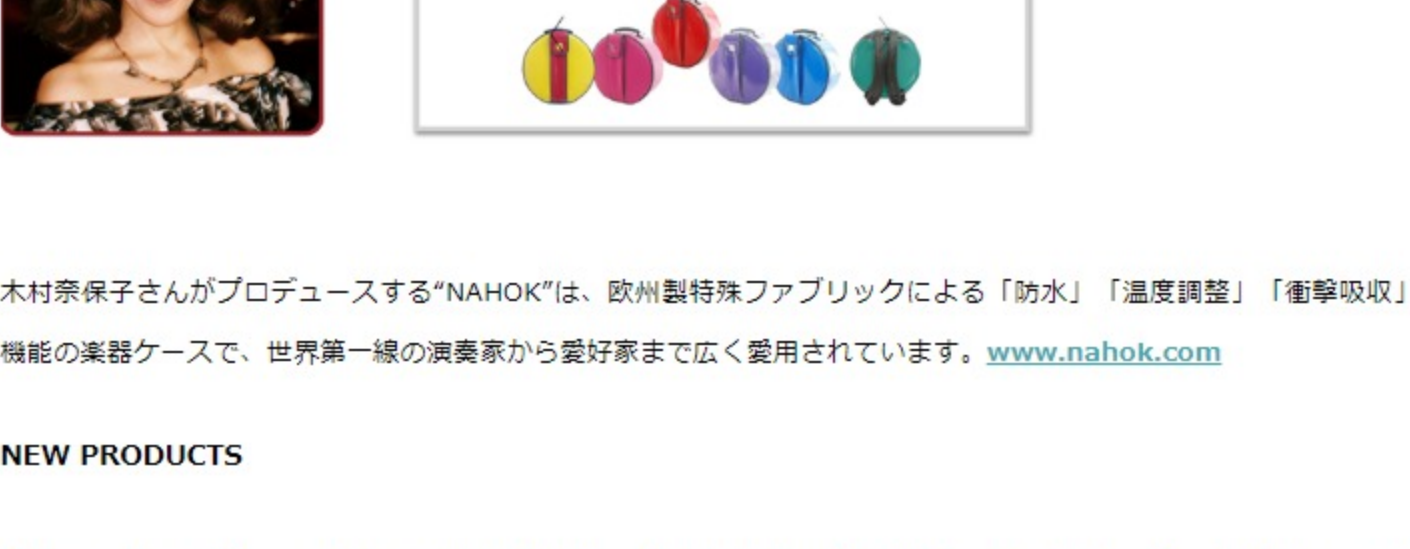 木村奈保子さんがプロデュースする“NAHOK”は、欧州製特殊ファブリックによる「防水」「温度調整」「衝撃吸収」
機能の楽器ケースで、世界第一線の演奏家から愛好家まで広く愛用されています。www.nahok.com
NEW PRODUCTS